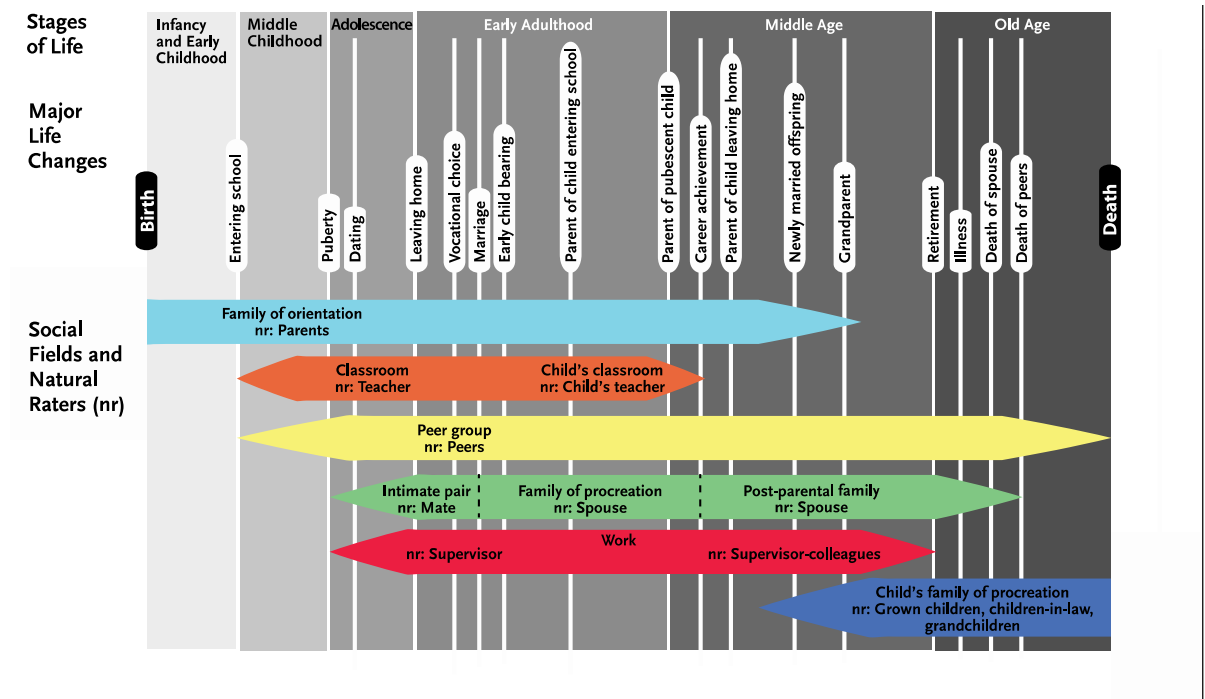 Stages
of Life
Infancy
and Early
Childhood
Middle
Childhood
Adolescence
Early Adulthood
Middle Age
Old Age
Major
Life
Changes
Birth
Entering school
Puberty
Dating
Leaving home
Vocational choice
Marriage
Early child bearing
Parent of child entering school
Parent of pubescent child
Career achievement
Parent of child leaving home
Newly married offspring
Grandparent
Retirement
Illness
Death of spouse
Death of peers
Death
Social
Fields and
Natural
Raters (nr)
Family of orientation
nr: Parents
Classroom
nr: Teacher
Child's classroom
nr: Child's teacher
Peer group
nr: Peers
Intimate pair
nr: Mate
Family of procreation
nr: Spouse
Post-parental family
nr: Spouse
Work
nr: Supervisor
nr: Supervisor-colleagues
Child's family of procreation
nr: Grown children, children-in-law,
grandchildren